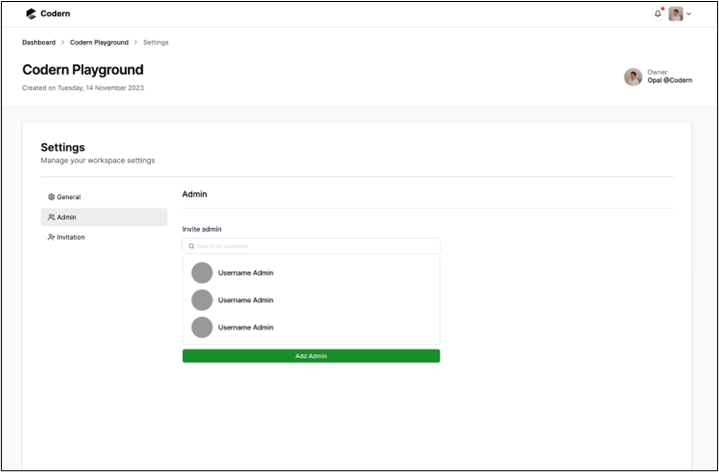 Codern
Dashboard > Codern Playground > Settings
Codern Playground
Created on Tuesday, 14 November 2023
Owner
Opal @Codern
Settings
Manage your workspace settings
General
Admin
Invitation
Admin
Invite admin
Search by username
Username Admin
Username Admin
Username Admin
Add Admin